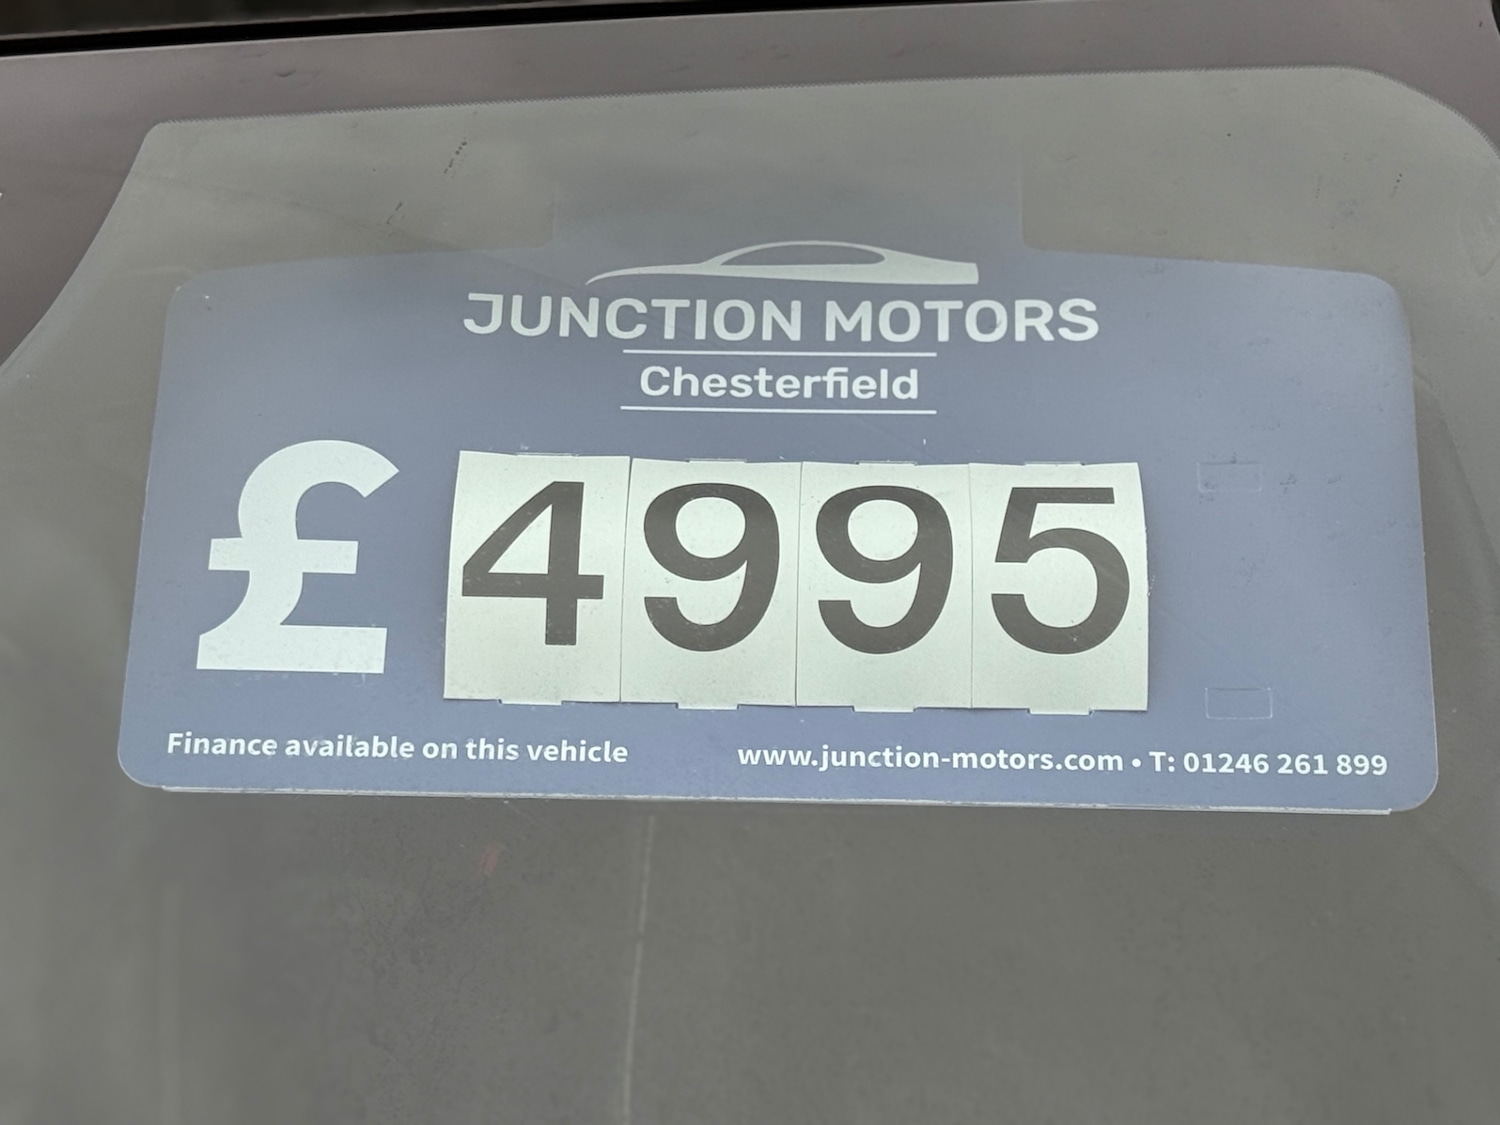 JUNCTION MOTORS
Chesterfield
£4995
Finance available on this vehicle
www.junction-motors.com • T: 01246 261 899